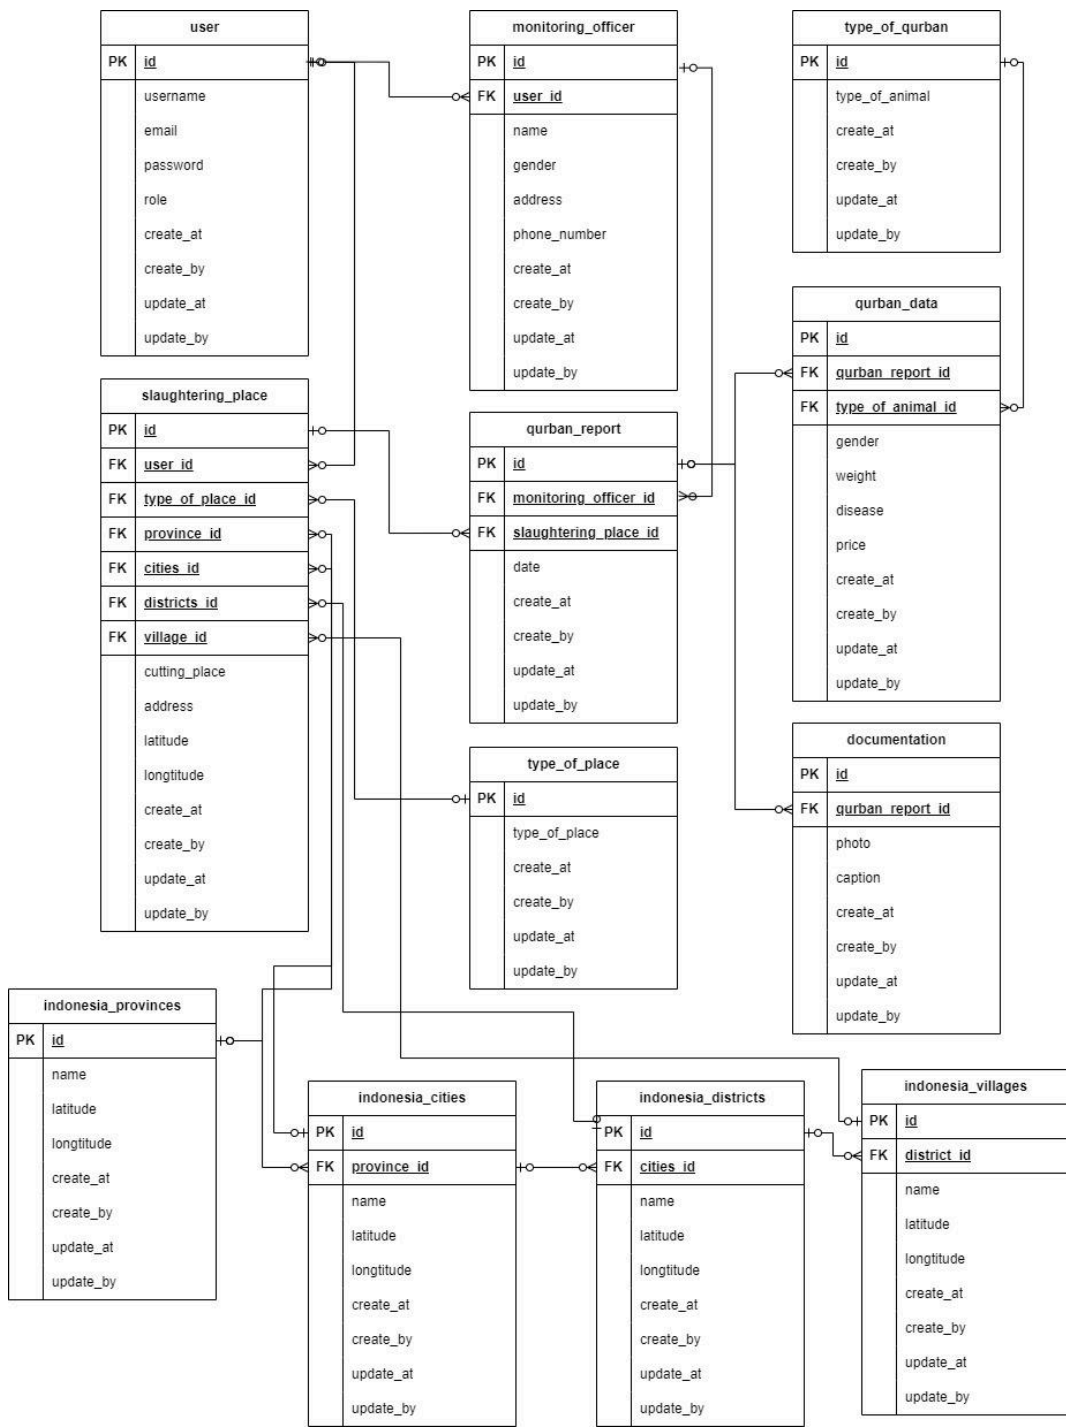 user
PK id
username
email
password
role
create_at
create_by
update_at
update_by
monitoring_officer
PK id
FK user_id
name
gender
address
phone_number
create_at
create_by
update_at
update_by
type_of_qurban
PK id
type_of_animal
create_at
create_by
update_at
update_by
slaughtering_place
PK id
FK user_id
FK type_of_place_id
FK province_id
FK cities_id
FK districts_id
FK village_id
cutting_place
address
latitude
longtitude
create_at
create_by
update_at
update_by
qurban_report
PK id
FK monitoring_officer_id
FK slaughtering_place_id
date
create_at
create_by
update_at
update_by
qurban_data
PK id
FK qurban_report_id
FK type_of_animal_id
gender
weight
disease
price
create_at
create_by
update_at
update_by
type_of_place
PK id
type_of_place
create_at
create_by
update_at
update_by
documentation
PK id
FK qurban_report_id
photo
caption
create_at
create_by
update_at
update_by
indonesia_provinces
PK id
name
latitude
longtitude
create_at
create_by
update_at
update_by
indonesia_cities
PK id
FK province_id
name
latitude
longtitude
create_at
create_by
update_at
update_by
indonesia_districts
PK id
FK cities_id
name
latitude
longtitude
create_at
create_by
update_at
update_by
indonesia_villages
PK id
FK district_id
name
latitude
longtitude
create_at
create_by
update_at
update_by